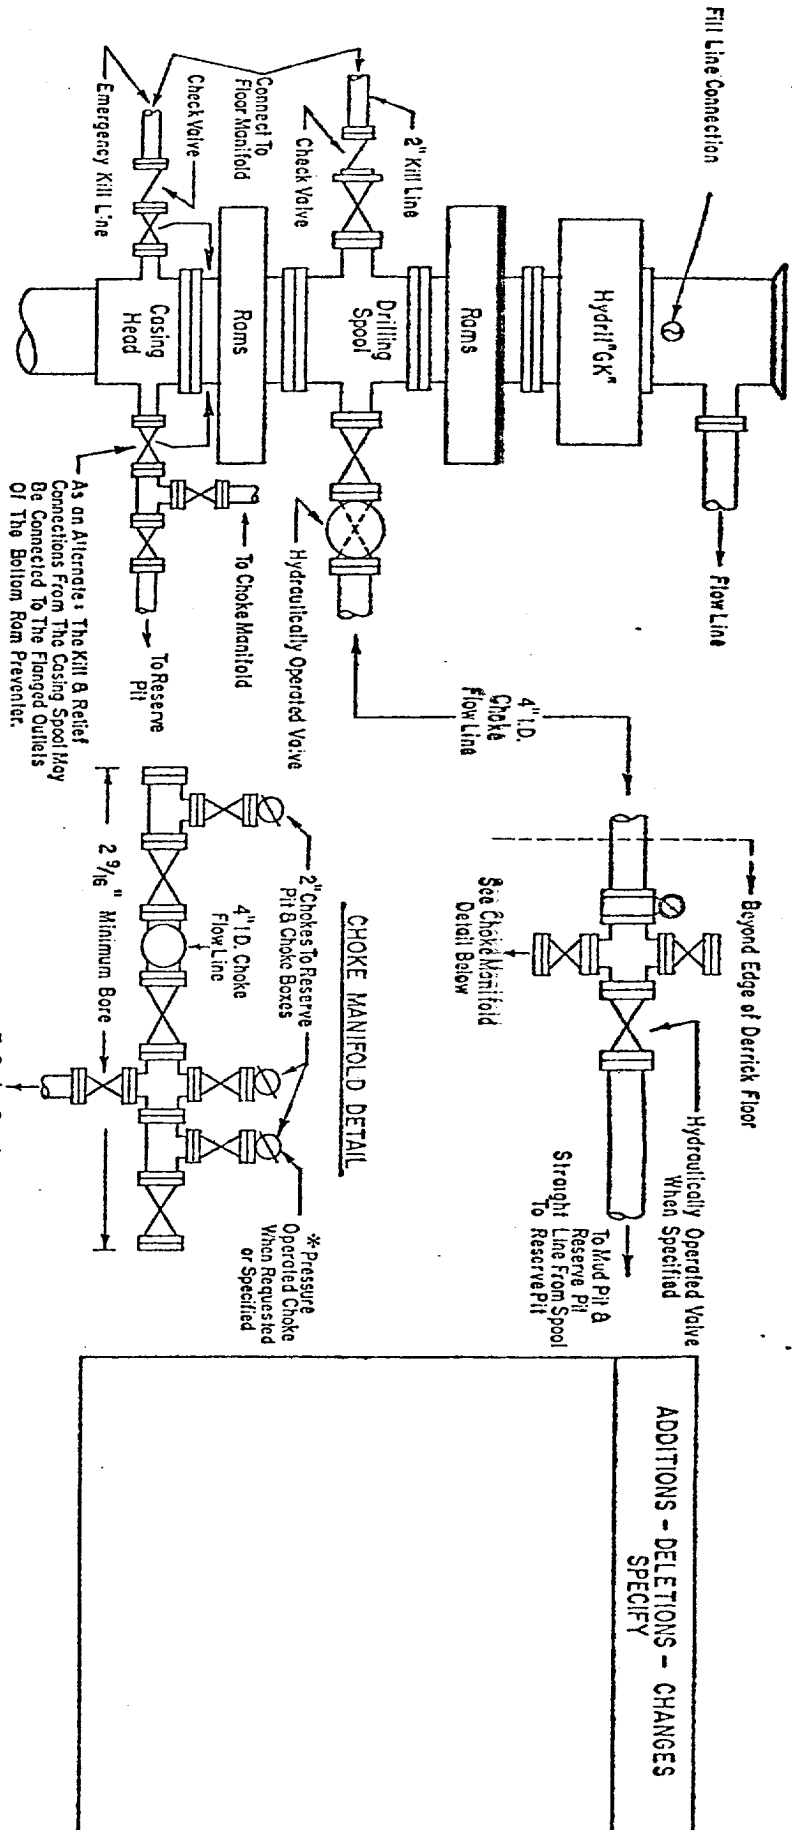 Fill Line Connection
Flow Line
Hydril "GK"
Rams
2" Kill Line
Check Valve
Drilling
Spool
Hydraulically Operated Valve
Connect To
Floor Manifold
Rams
Check Valve
Emergency Kill Line
Casing
Head
To Choke Manifold
To Reserve
Pit
As an Alternate: The Kill & Relief
Connections From The Casing Spool May
Be Connected To The Flanged Outlets
Of The Bottom Ram Preventer.
4" I.D.
Choke
Flow Line
Beyond Edge of Derrick Floor
Hydraulically Operated Valve
When Specified
See Choke Manifold
Detail Below
To Mud Pit &
Reserve Pit
Straight Line From Spool
To Reserve Pit
CHOKE MANIFOLD DETAIL
2" Chokes To Reserve
Pit & Choke Boxes
4" I.D. Choke
Flow Line
*Pressure
Operated Choke
When Requested
or Specified
2 9/16" Minimum Bore
ADDITIONS - DELETIONS - CHANGES
SPECIFY